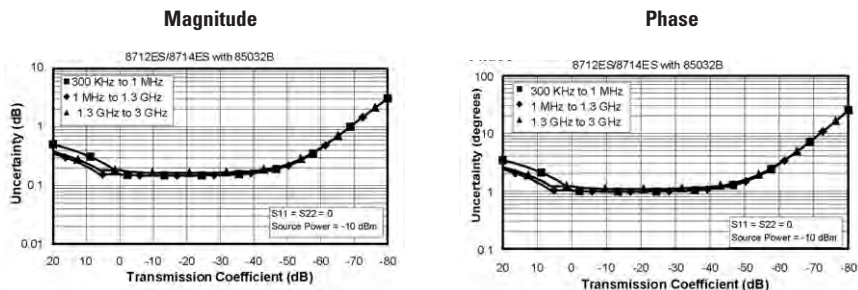 Magnitude
8712ES/8714ES with 85032B
Uncertainty (dB)
10.
1
0.1
0.01
300 KHz to 1 MHz
1 MHz to 1.3 GHz
1.3 GHz to 3 GHz
S11 = S22 = 0
Source Power = -10 dBm
20 10 0 -10 -20 -30 -40 -50 -60 -70 -80
Transmission Coefficient (dB)
Phase
8712ES/8714ES with 85032B
Uncertainty (degrees)
100
10
1
0.1
300 KHz to 1 MHz
1 MHz to 1.3 GHz
1.3 GHz to 3 GHz
S11 = S22 = 0.
Source Power = -10 dBm
20 10 0 -10 -20 -30 -40 -50 -60 -70 -80
Transmission Coefficient (dB)